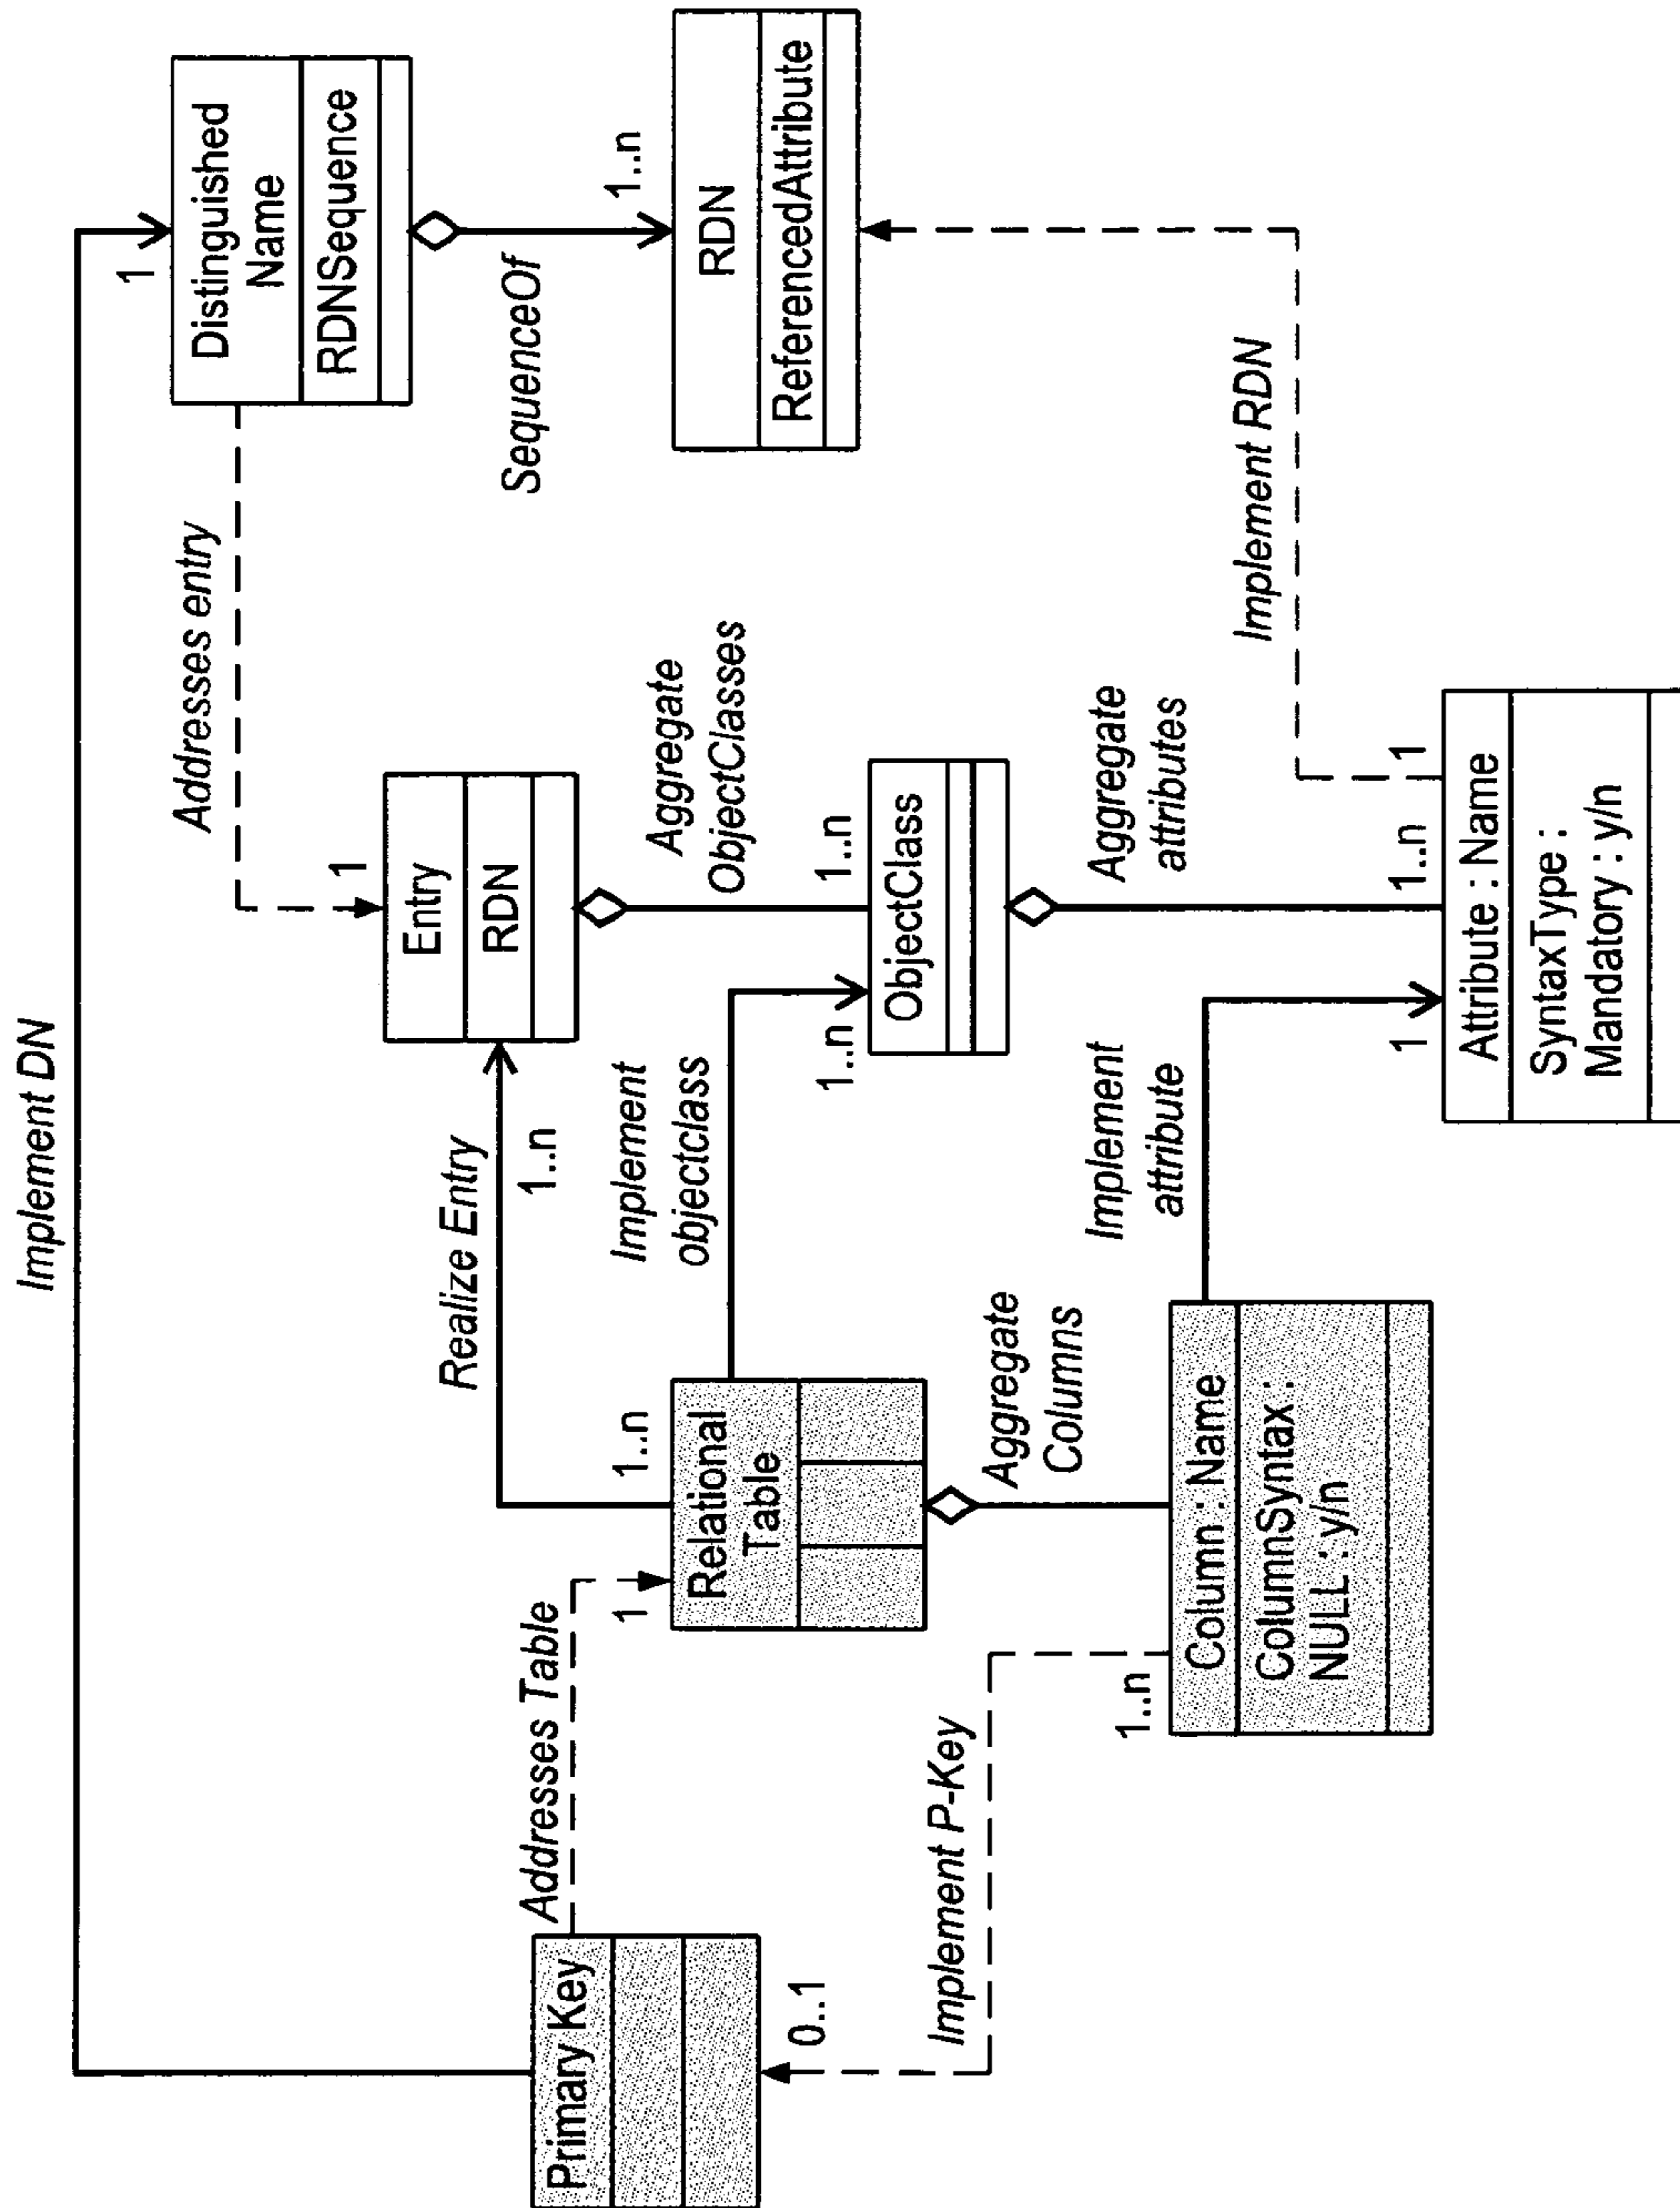 Implement DN
1
Distinguished
Name
RDNSequence
Addresses entry
SequenceOf
1..n
RDN
ReferencedAttribute
Realize Entry
1..n
1
Entry
RDN
Aggregate
ObjectClasses
1..n
Primary Key
Addresses Table
1
1..n
Relational
Table
Implement
objectclass
1..n
ObjectClass
0..1
Implement P-Key
1..n
Aggregate
Columns
Column : Name
ColumnSyntax :
NULL : y/n
Implement
attribute
1
Aggregate
attributes
1..n
1
Implement RDN
Attribute : Name
SyntaxType :
Mandatory : y/n